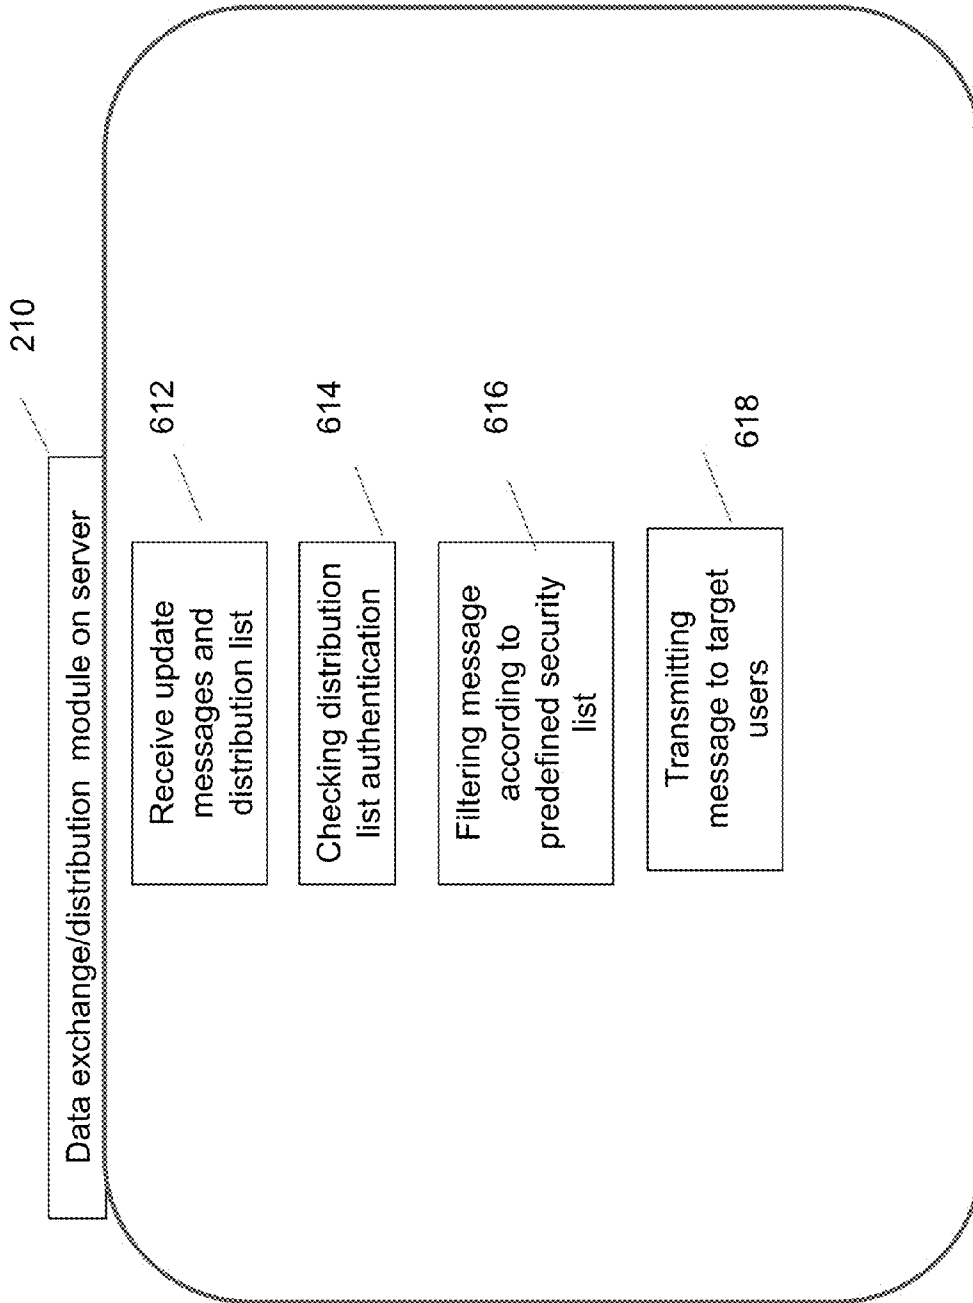 210
Data exchange/distribution module on server
612
Receive update
messages and
distribution list
614
Checking distribution
list authentication
616
Filtering message
according to
predefined security
list
618
Transmitting
message to target
users